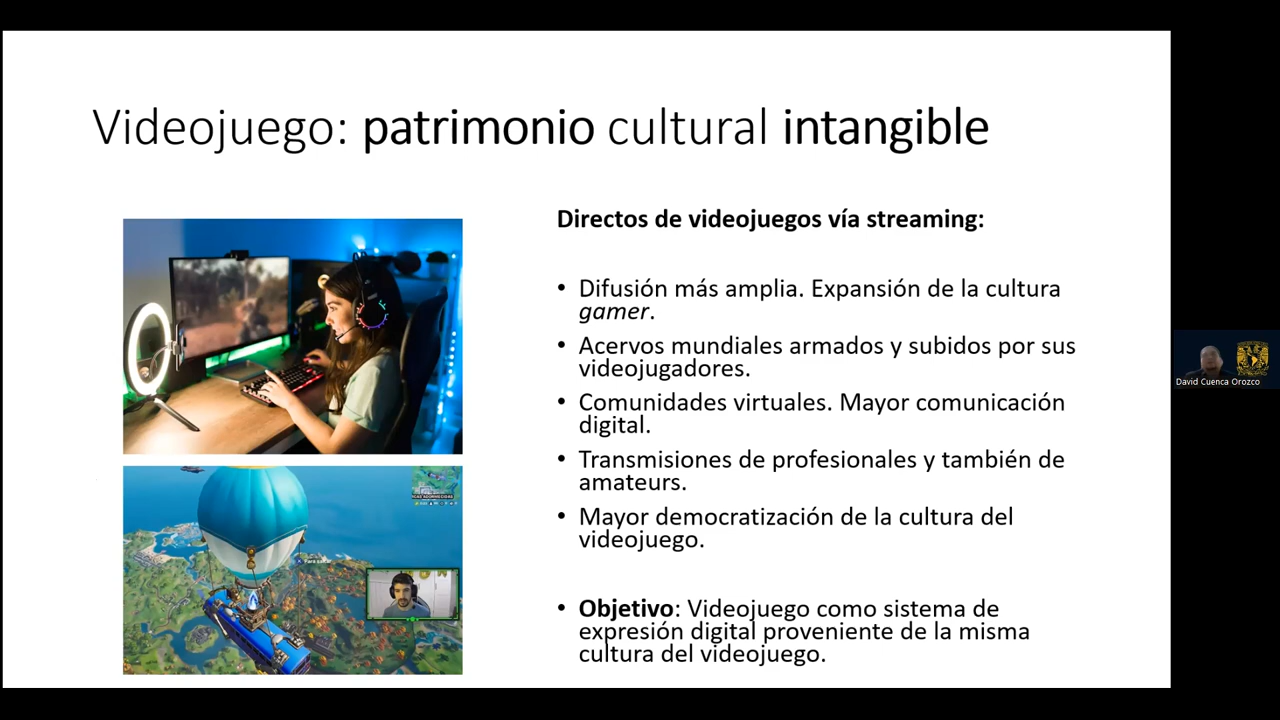 Videojuego: patrimonio cultural intangible
Directos de videojuegos vía streaming:
• Difusión más amplia. Expansión de la cultura
gamer.
• Acervos mundiales armados y subidos por sus
videojugadores.
• Comunidades virtuales. Mayor comunicación
digital.
• Transmisiones de profesionales y también de
amateurs.
• Mayor democratización de la cultura del
videojuego.
• Objetivo: Videojuego como sistema de
expresión digital proveniente de la misma
cultura del videojuego.
Para saltar
David Cuenca Orozco